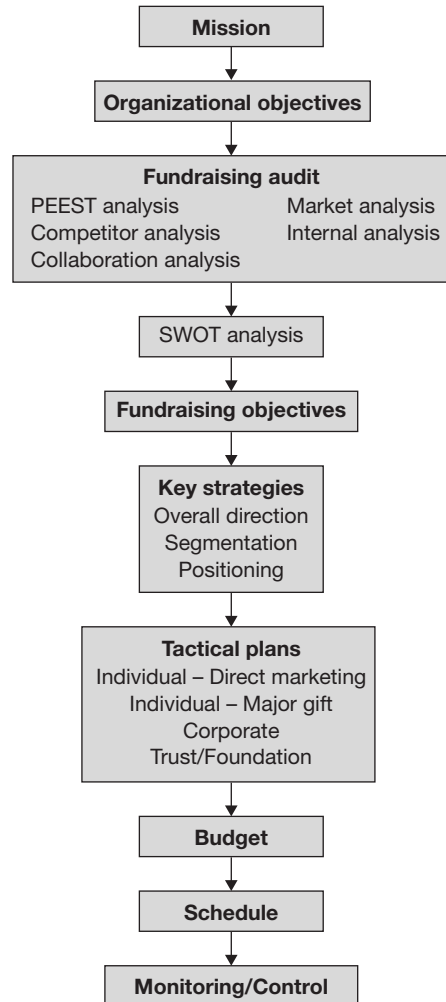 Mission
Organizational objectives
Fundraising audit
PEEST analysis Market analysis
Competitor analysis Internal analysis
Collaboration analysis
SWOT analysis
Fundraising objectives
Key strategies
Overall direction
Segmentation
Positioning
Tactical plans
Individual – Direct marketing
Individual – Major gift
Corporate
Trust/Foundation
Budget
Schedule
Monitoring/Control